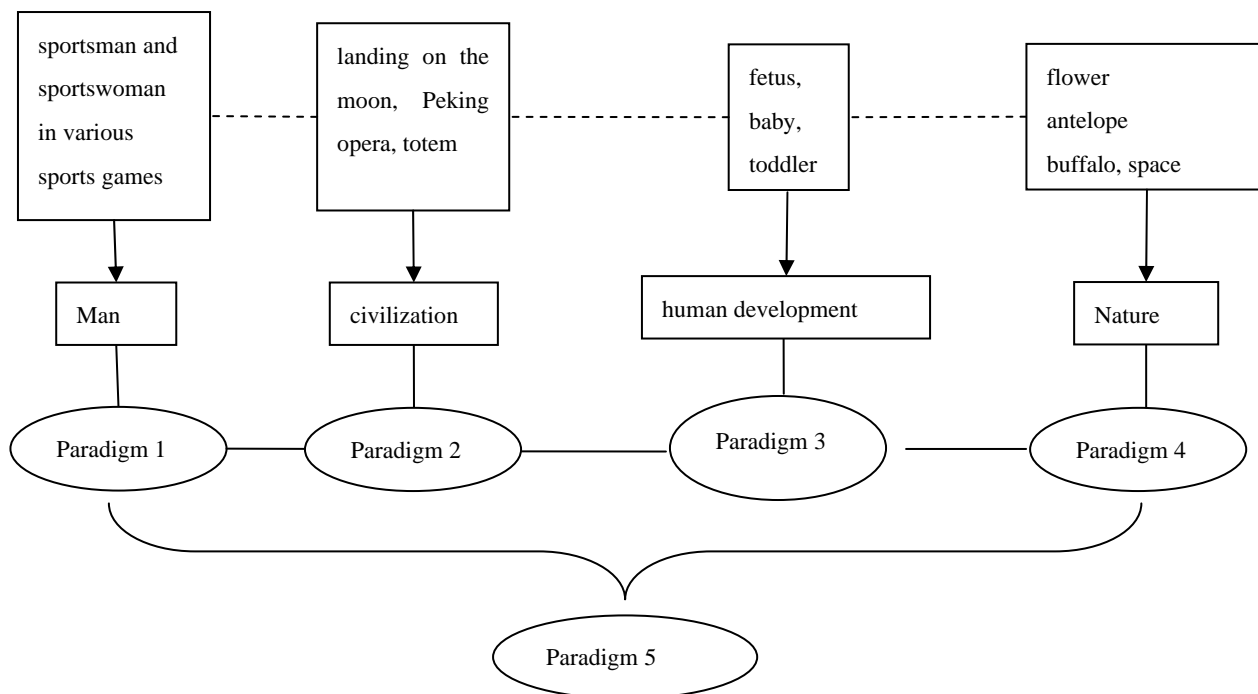 sportsman and
sportswoman
in various
sports games
landing on the
moon, Peking
opera, totem
fetus,
baby,
toddler
flower
antelope
buffalo, space
Man
civilization
human development
Nature
Paradigm 1
Paradigm 2
Paradigm 3
Paradigm 4
Paradigm 5